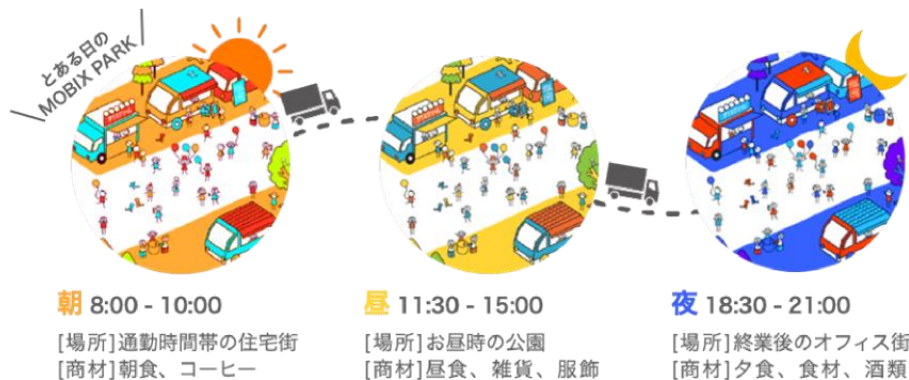 とある日の
MOBIX PARK
朝 8:00 - 10:00
[場所]通勤時間帯の住宅街
[商材]朝食、コーヒー
昼 11:30 - 15:00
[場所]お昼時の公園
[商材]昼食、雑貨、服飾
夜 18:30 - 21:00
[場所]終業後のオフィス街
[商材]夕食、食材、酒類